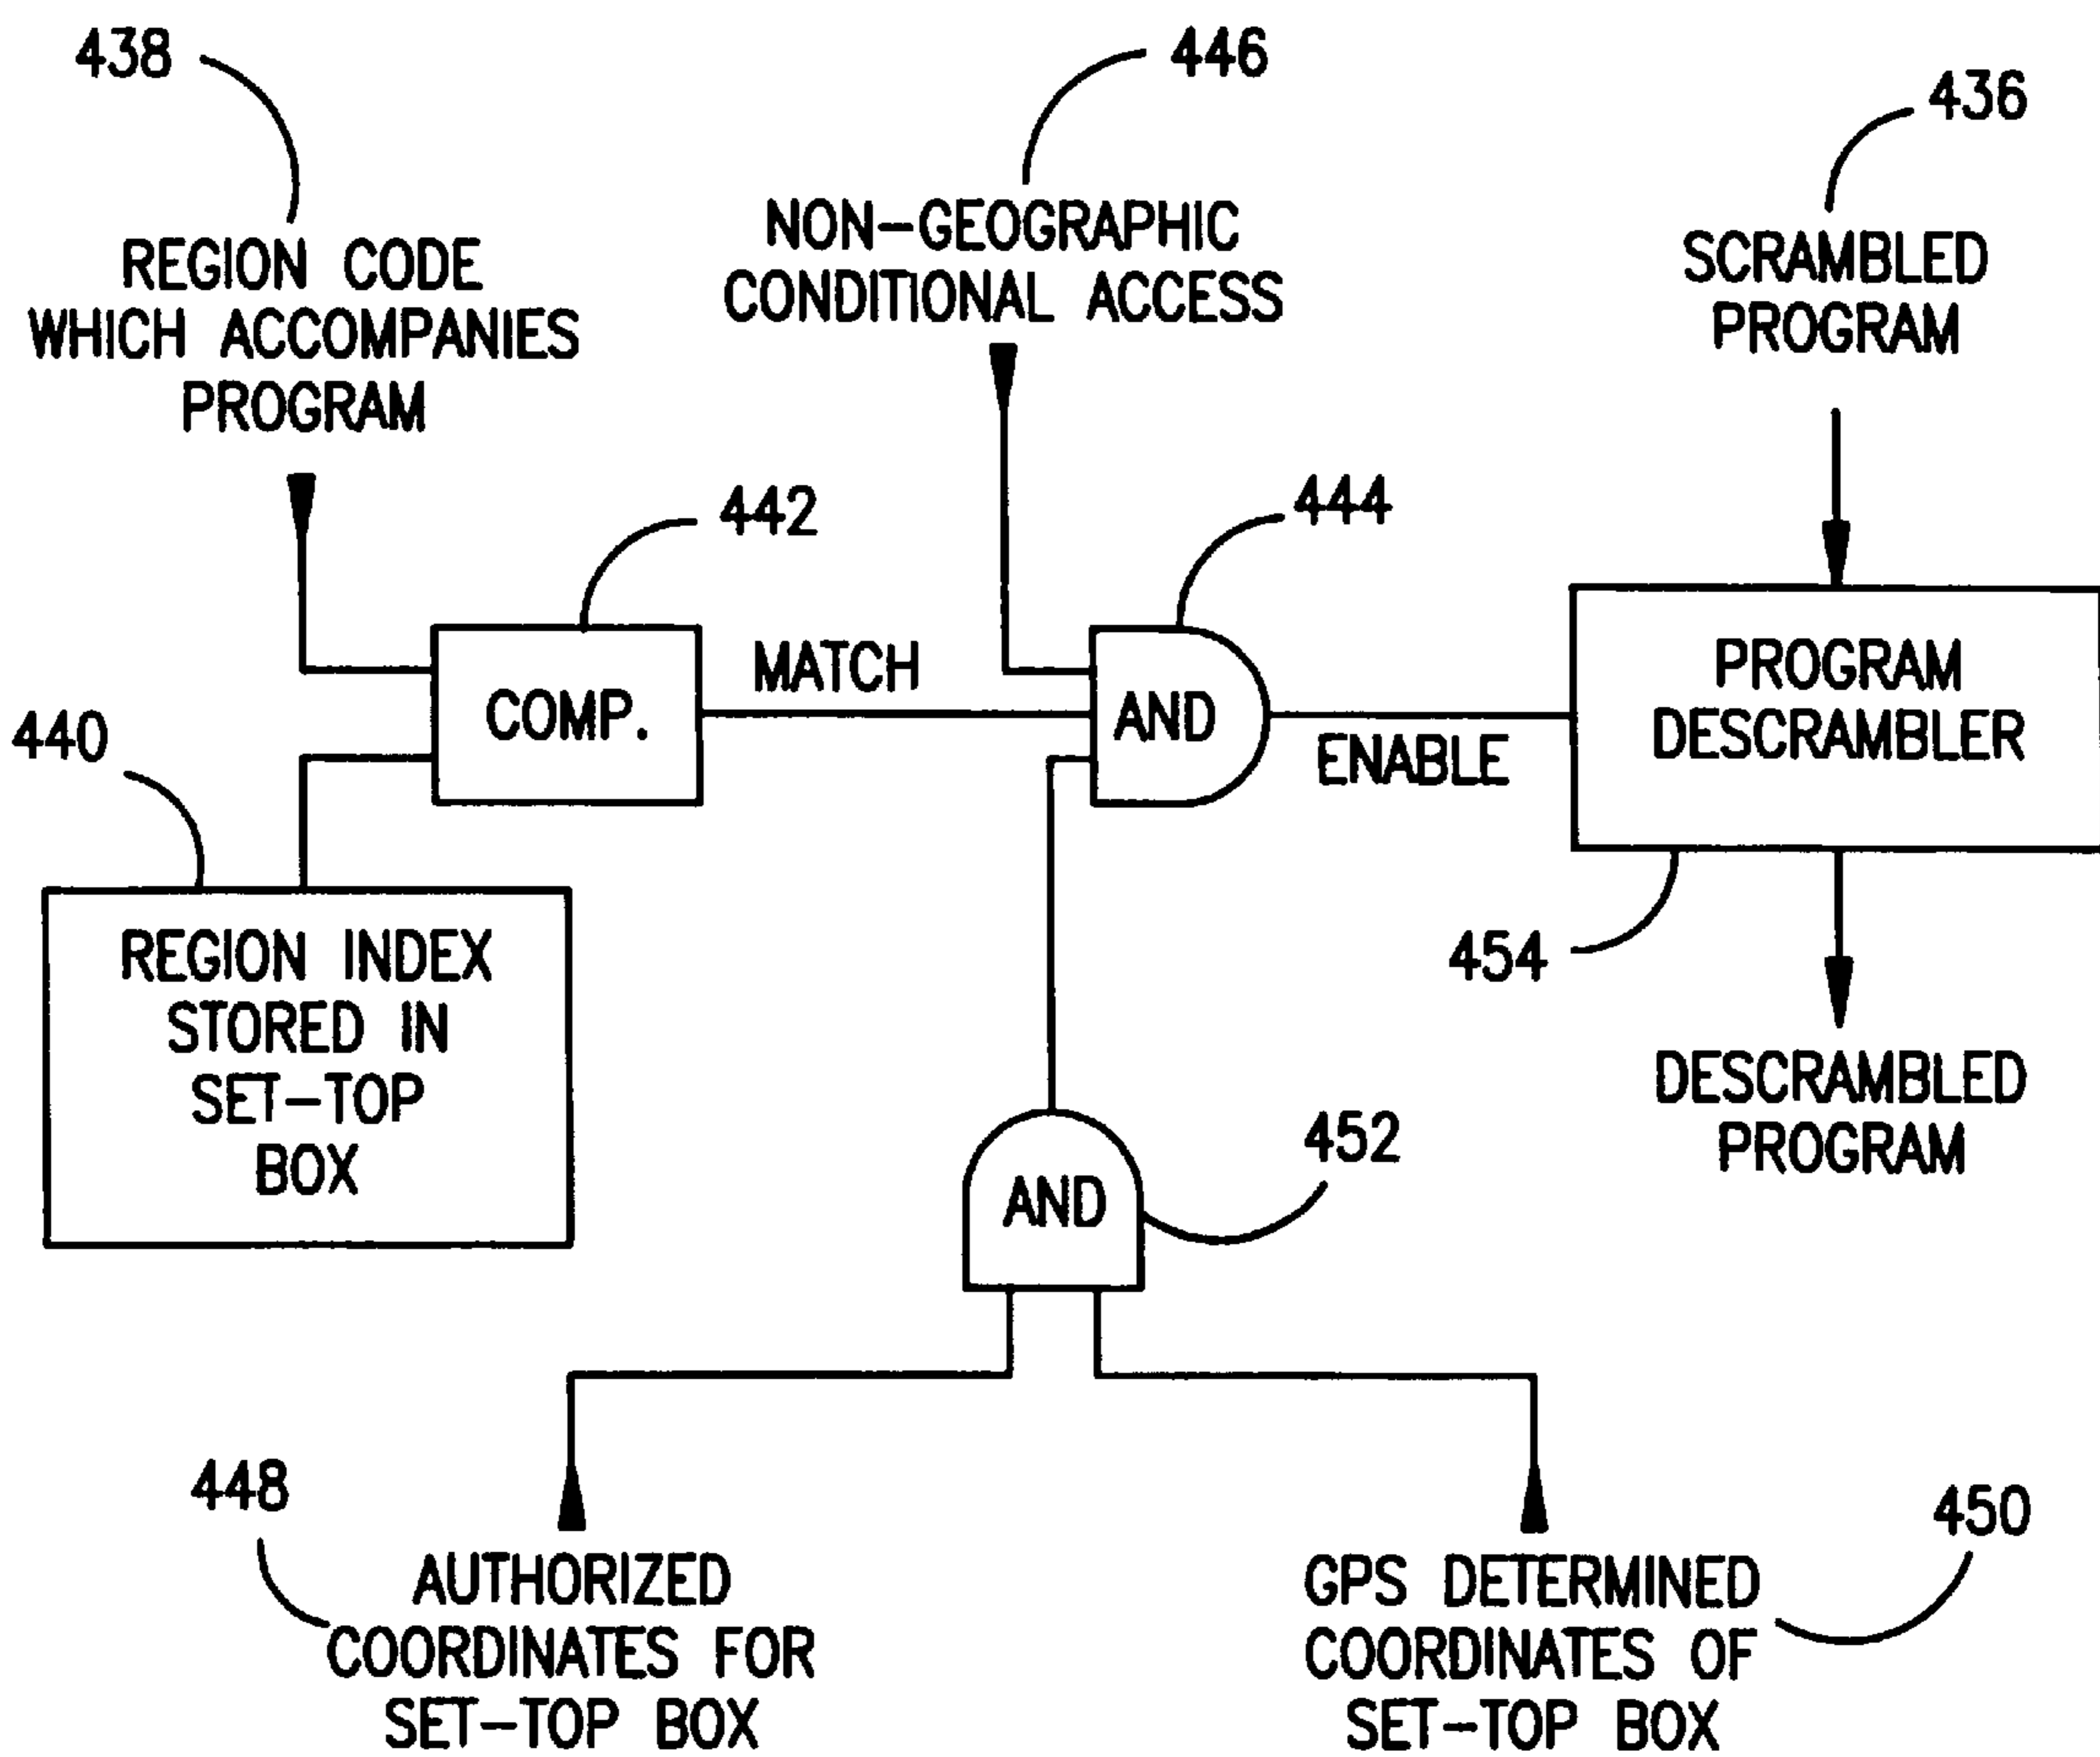 438
446
436
REGION CODE
WHICH ACCOMPANIES
PROGRAM
NON-GEOGRAPHIC
CONDITIONAL ACCESS
SCRAMBLED
PROGRAM
442
444
COMP.
MATCH
AND
ENABLE
PROGRAM
DESCRAMBLER
440
REGION INDEX
STORED IN
SET-TOP
BOX
454
DESCRAMBLED
PROGRAM
AND
452
448
AUTHORIZED
COORDINATES FOR
SET-TOP BOX
GPS DETERMINED
COORDINATES OF
SET-TOP BOX
450